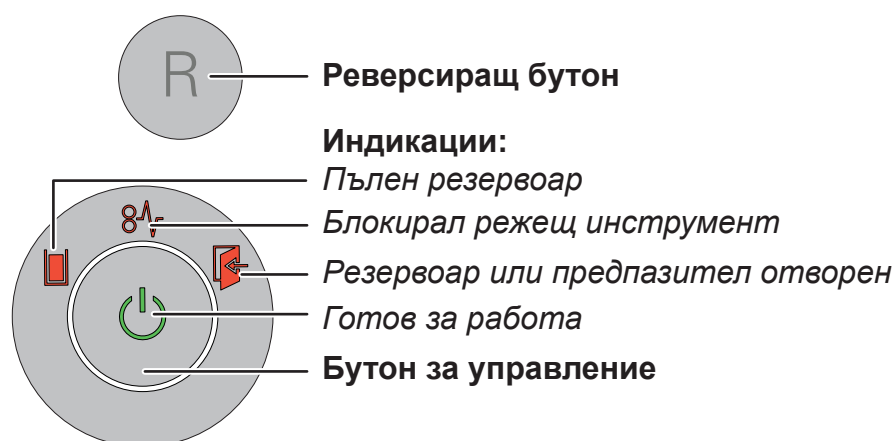 R
Реверсиращ бутон
Индикации:
Пълен резервоар
Блокирал режещ инструмент
Резервоар или предпазител отворен
Готов за работа
Бутон за управление